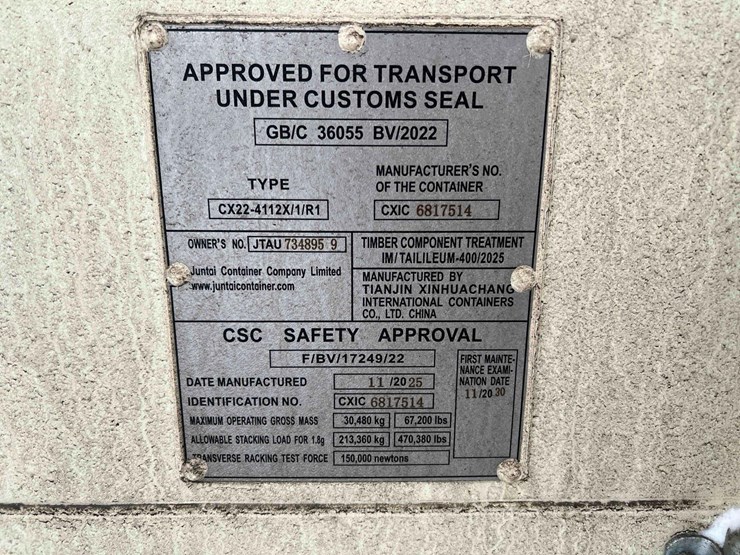 APPROVED FOR TRANSPORT
UNDER CUSTOMS SEAL
GB/C 36055 BV/2022
TYPE
CX22-4112X/1/R1
MANUFACTURER'S NO.
OF THE CONTAINER
CXIC 6817514
OWNER'S NO. JTAU 734895 9
Juntai Container Company Limited
www.juntaicontainer.com
TIMBER COMPONENT TREATMENT
IM/TAILILEUM-400/2025
MANUFACTURED BY
TIANJIN XINHUACHANG
INTERNATIONAL CONTAINERS
CO., LTD. CHINA
CSC SAFETY APPROVAL
F/BV/17249/22
DATE MANUFACTURED 11/2025
IDENTIFICATION NO. CXIC 6817514
MAXIMUM OPERATING GROSS MASS 30,480 kg 67,200 lbs
ALLOWABLE STACKING LOAD FOR 1.8g 213,360 kg 470,380 lbs
TRANSVERSE RACKING TEST FORCE 150,000 newtons
FIRST MAINTE-
NANCE EXAMI-
NATION DATE
11/2030